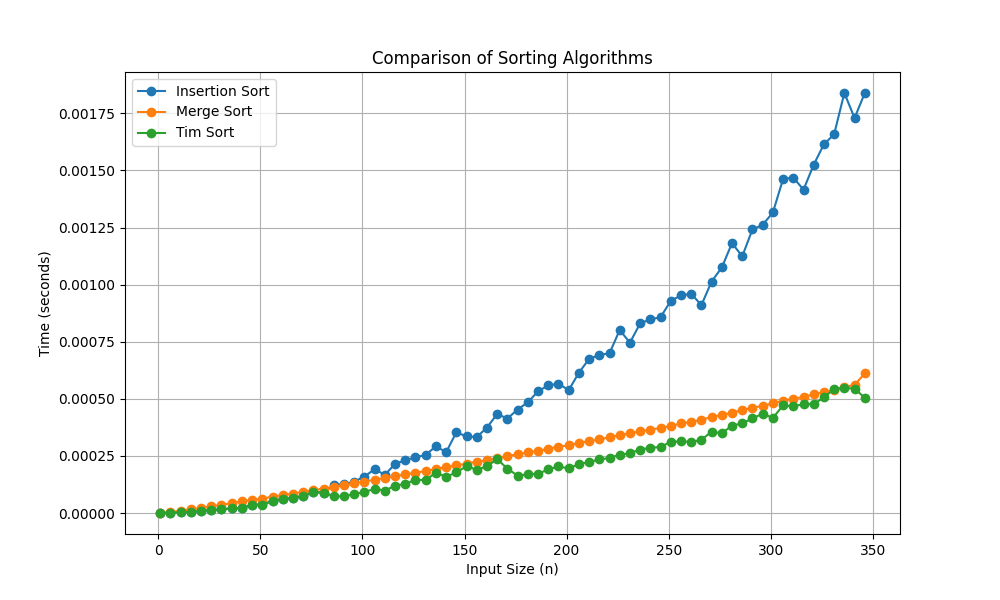 Comparison of Sorting Algorithms
Insertion Sort
Merge Sort
Tim Sort
0.00175
0.00150
0.00125
0.00100
0.00075
0.00050
0.00025
0.00000
Time (seconds)
0 50 100 150 200 250 300 350
Input Size (n)